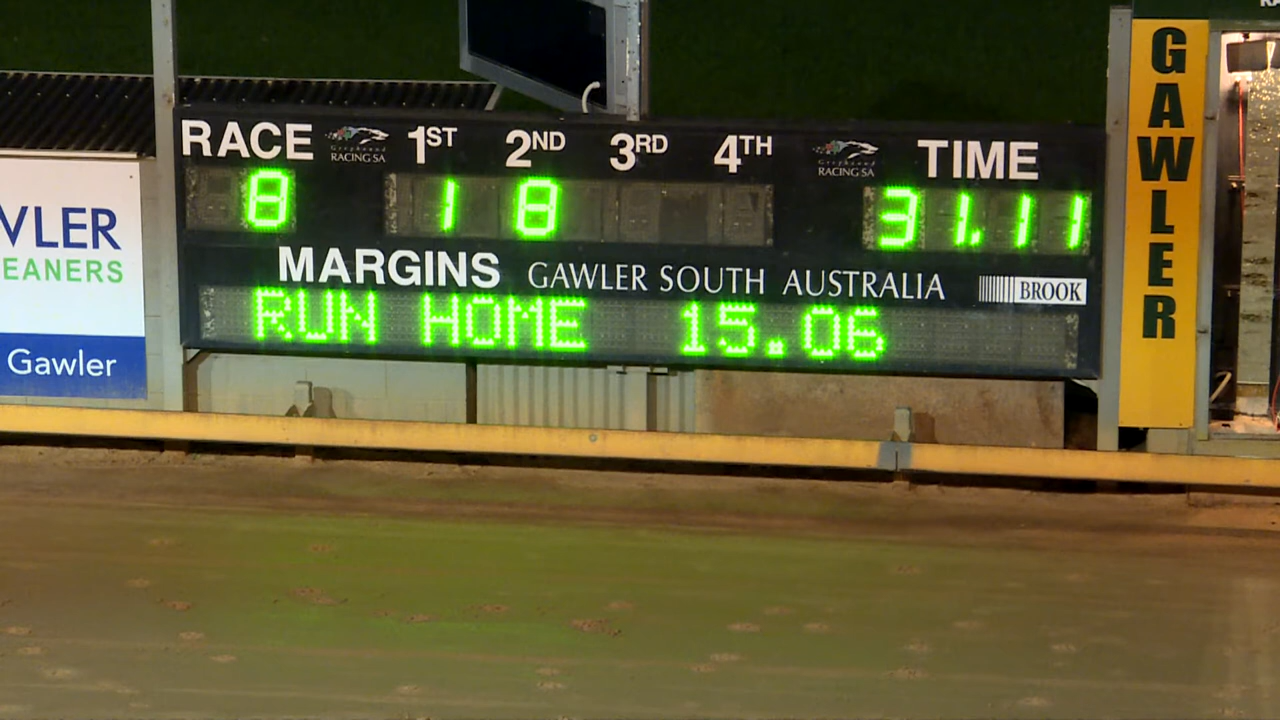 RACE
Greyhound
RACING SA
1ST 2ND 3RD 4TH
Greyhound
RACING SA
TIME
8 1 8 31.11
MARGINS GAWLER SOUTH AUSTRALIA BROOK
RUN HOME 15.06
VLER
EANERS
Gawler
GAWLER